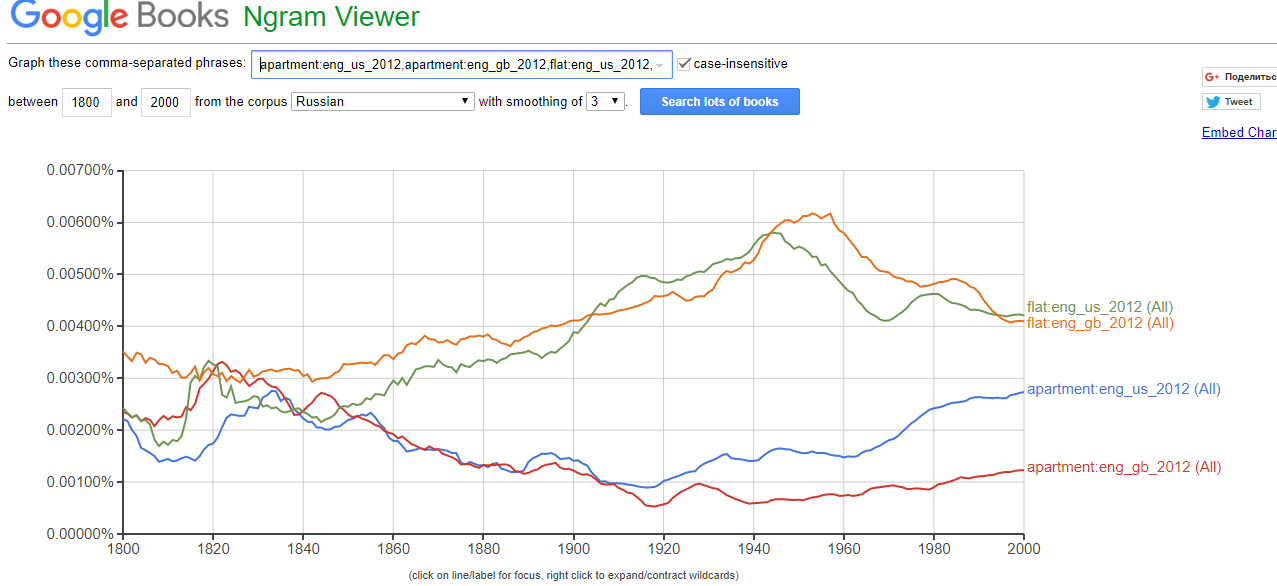 Google Books Ngram Viewer
Graph these comma-separated phrases: apartment:eng_us_2012,apartment:eng_gb_2012,flat:eng_us_2012, case-insensitive
between 1800 and 2000 from the corpus Russian with smoothing of 3 . Search lots of books
G+ Поделитьс
Tweet
Embed Char
0.00700%
0.00600%
0.00500%
0.00400%
0.00300%
0.00200%
0.00100%
0.00000%
flat:eng_us_2012 (All)
flat:eng_gb_2012 (All)
apartment:eng_us_2012 (All)
apartment:eng_gb_2012 (All)
1800 1820 1840 1860 1880 1900 1920 1940 1960 1980 2000
(click on line/label for focus, right click to expand/contract wildcards)